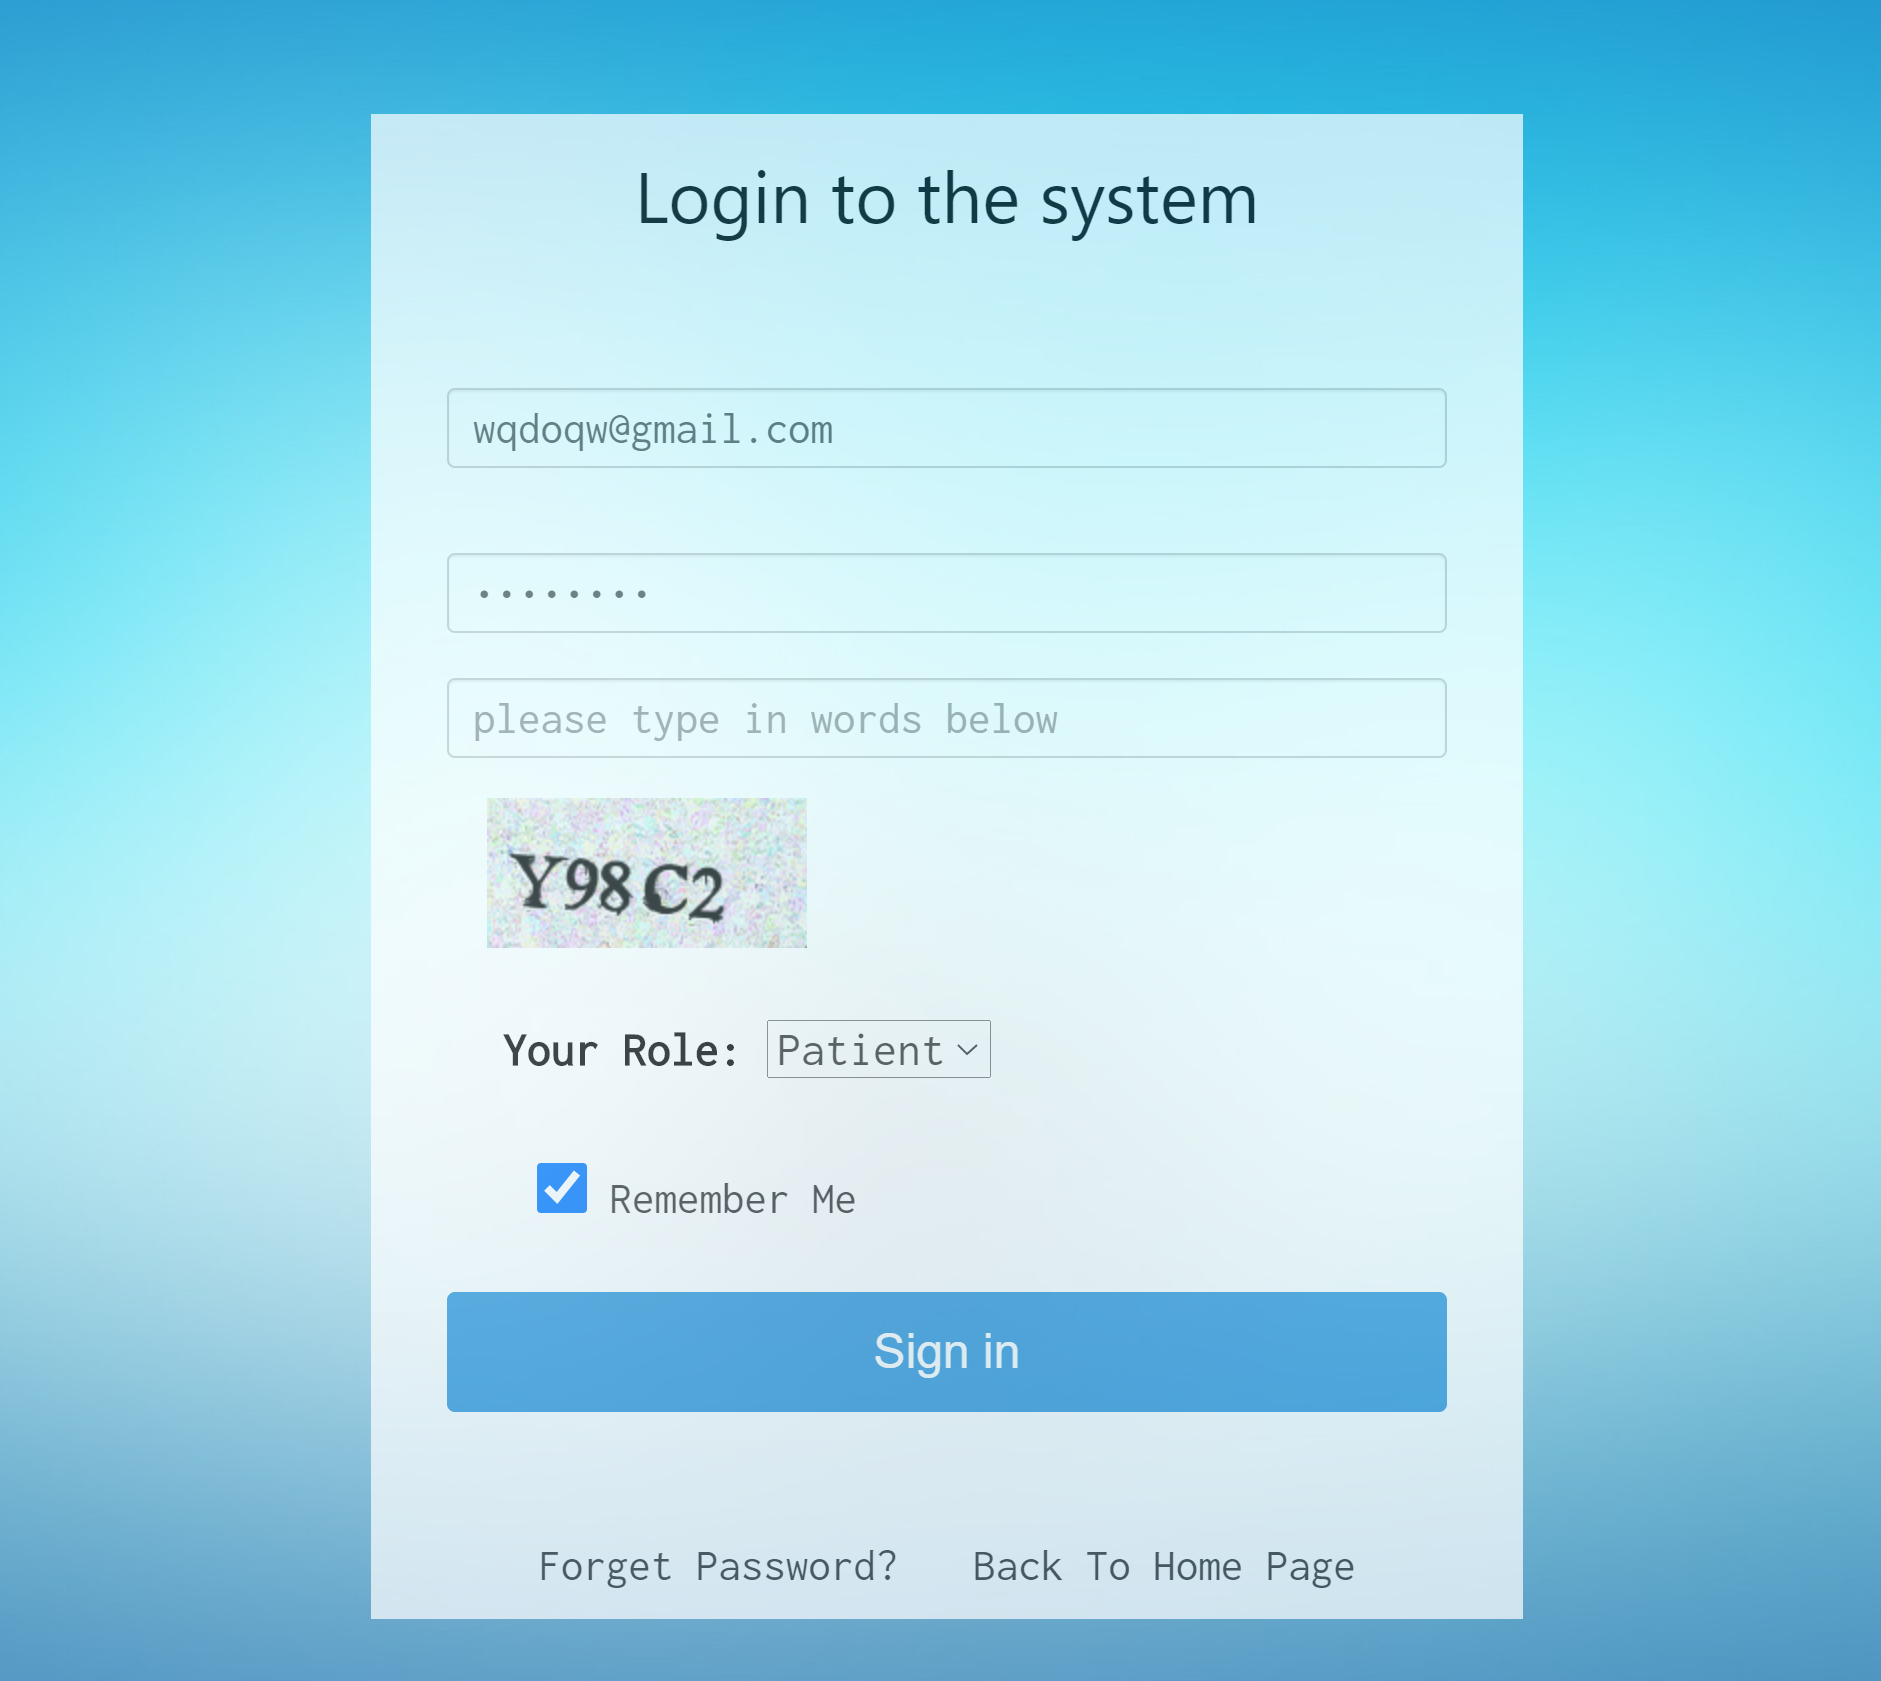 Login to the system
wqdoqw@gmail.com
••••••••
please type in words below
Y98C2
Your Role: Patient
Remember Me
Sign in
Forget Password? Back To Home Page